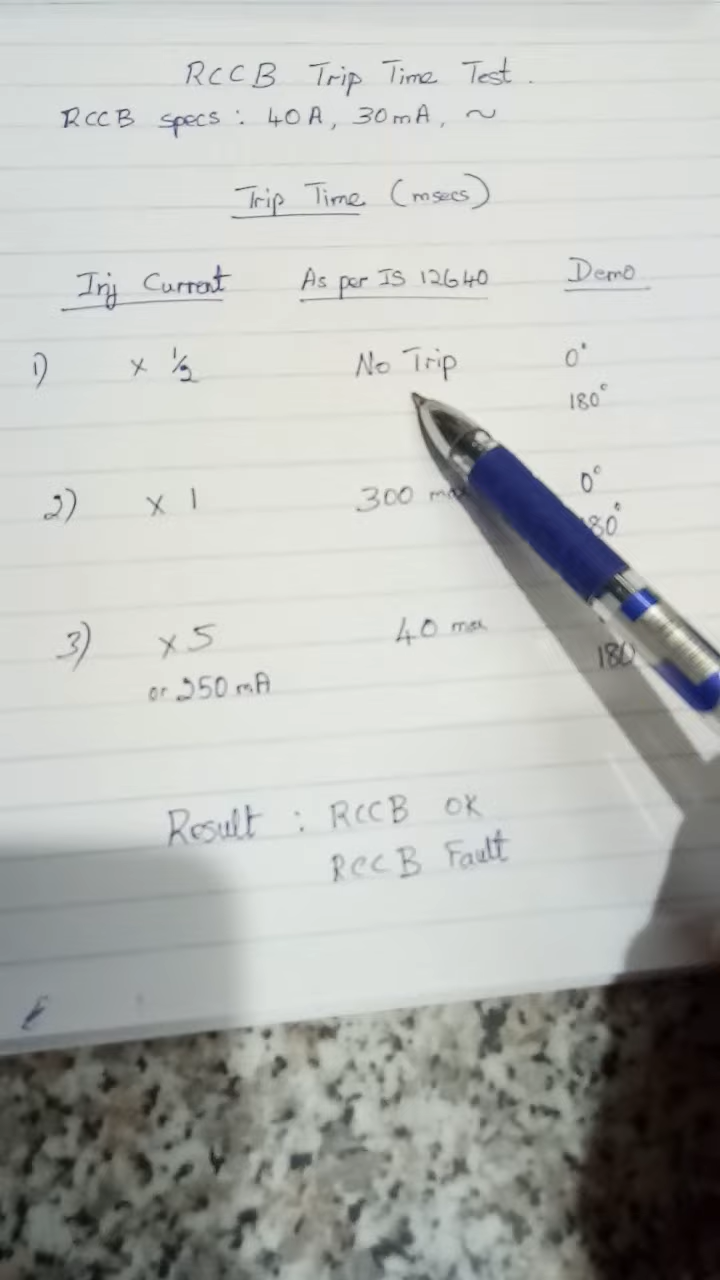 RCCB Trip Time Test.
RCCB specs: 40A, 30mA, ~
Trip Time (msecs)
Inj Current As per IS 12640 Demo
1) x 1/2 No Trip 0°
180°
2) x 1 300 max 0°
80°
3) x 5 40 max
or 250 mA 180
Result : RCCB OK
RCCB Fault